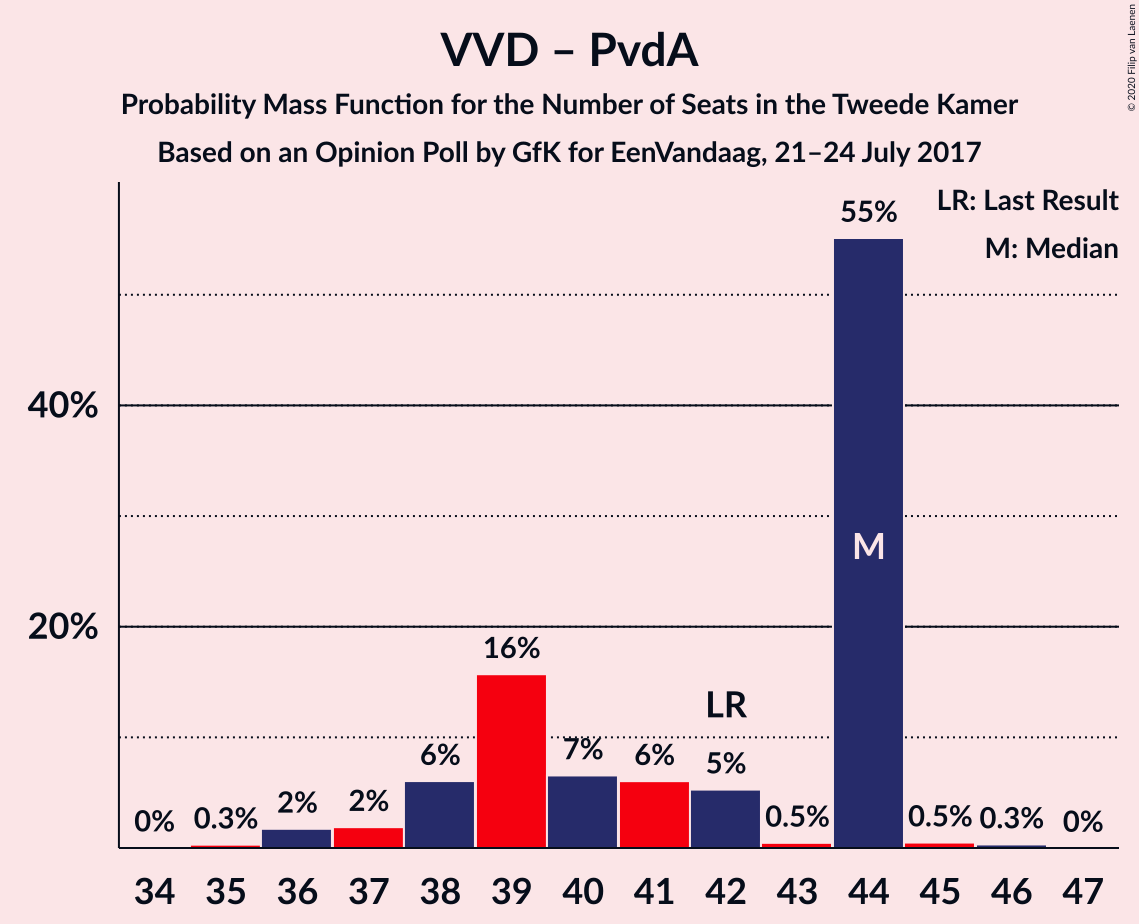 VVD – PvdA
Probability Mass Function for the Number of Seats in the Tweede Kamer
Based on an Opinion Poll by GfK for EenVandaag, 21–24 July 2017
© 2020 Filip van Laenen
LR: Last Result
M: Median
55%
40%
M
20%
16%
LR
6%
7%
6%
5%
0%
0.3%
2%
2%
0.5%
0.5%
0.3%
0%
34 35 36 37 38 39 40 41 42 43 44 45 46 47